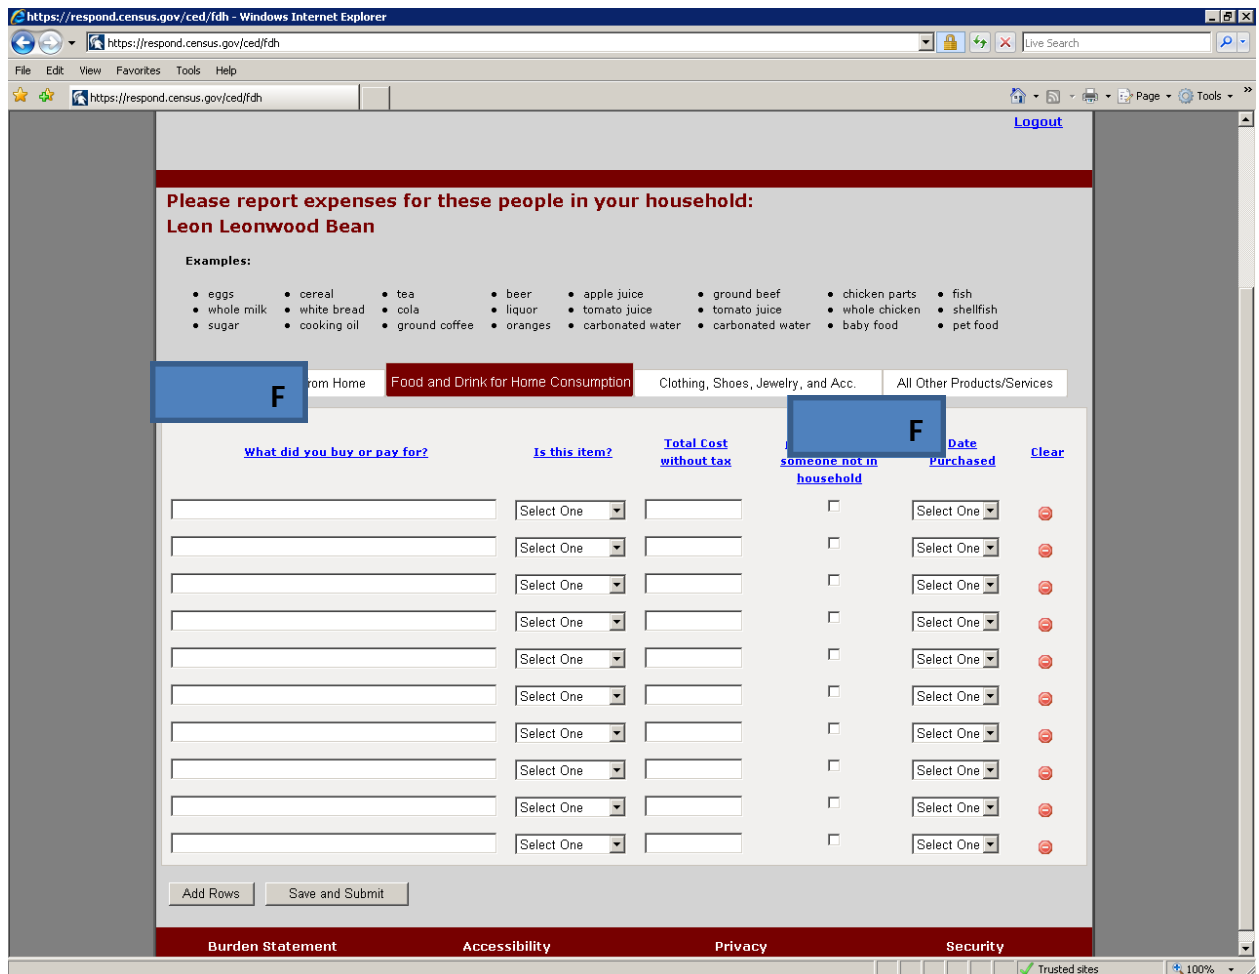 https://respond.census.gov/ced/fdh - Windows Internet Explorer
https://respond.census.gov/ced/fdh
Live Search
File Edit View Favorites Tools Help
https://respond.census.gov/ced/fdh
Page Tools »
Logout
Please report expenses for these people in your household:
Leon Leonwood Bean
Examples:
• eggs • cereal • tea • beer • apple juice • ground beef • chicken parts • fish
• whole milk • white bread • cola • liquor • tomato juice • tomato juice • whole chicken • shellfish
• sugar • cooking oil • ground coffee • oranges • carbonated water • carbonated water • baby food • pet food
F rom Home Food and Drink for Home Consumption Clothing, Shoes, Jewelry, and Acc. All Other Products/Services
F
What did you buy or pay for? Is this item? Total Cost without tax someone not in household Date Purchased Clear
Select One Select One
Select One Select One
Select One Select One
Select One Select One
Select One Select One
Select One Select One
Select One Select One
Select One Select One
Select One Select One
Select One Select One
Add Rows Save and Submit
Burden Statement Accessibility Privacy Security
Trusted sites 100%